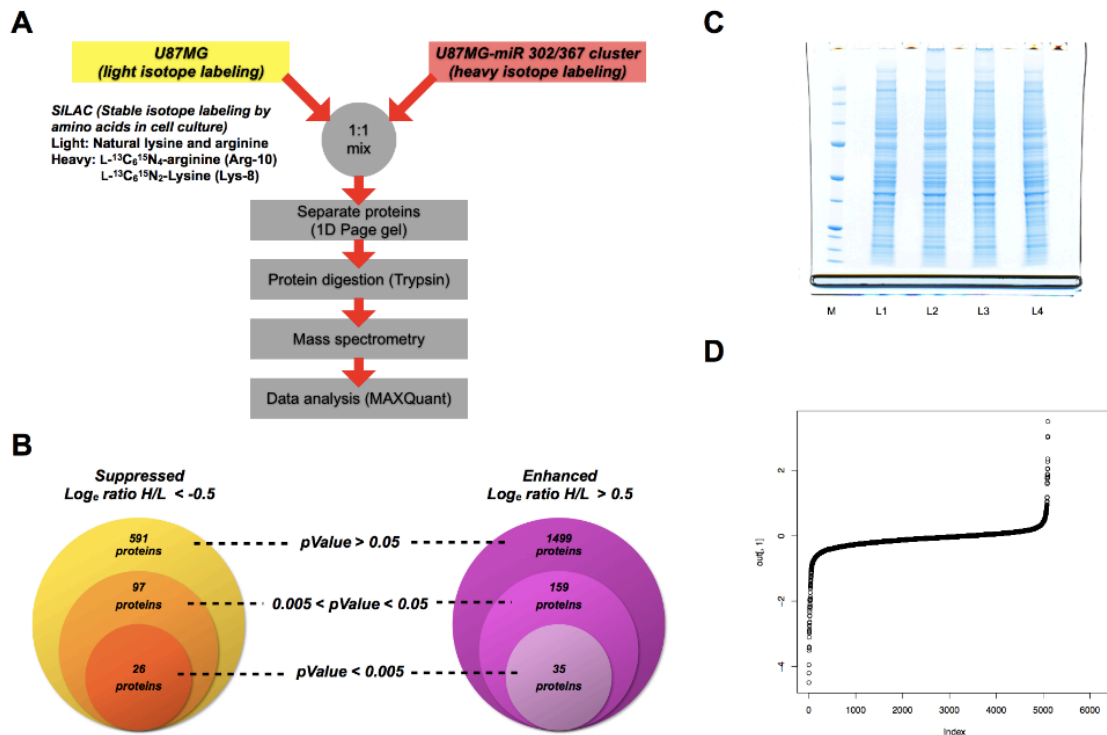 A
U87MG
(light isotope labeling)
U87MG-miR 302/367 cluster
(heavy isotope labeling)
SiLAC (Stable isotope labeling by
amino acids in cell culture)
Light: Natural lysine and arginine
Heavy: L-¹³C₆¹⁵N₄-arginine (Arg-10)
L-¹³C₆¹⁵N₂-Lysine (Lys-8)
1:1
mix
Separate proteins
(1D Page gel)
Protein digestion (Trypsin)
Mass spectrometry
Data analysis (MAXQuant)
B
Suppressed
Logₑ ratio H/L < -0.5
Enhanced
Logₑ ratio H/L > 0.5
591
proteins
pValue > 0.05
1499
proteins
97
proteins
0.005 < pValue < 0.05
159
proteins
26
proteins
pValue < 0.005
35
proteins
C
M L1 L2 L3 L4
D
out[, 1]
2
0
-2
-4
0 1000 2000 3000 4000 5000 6000
Index